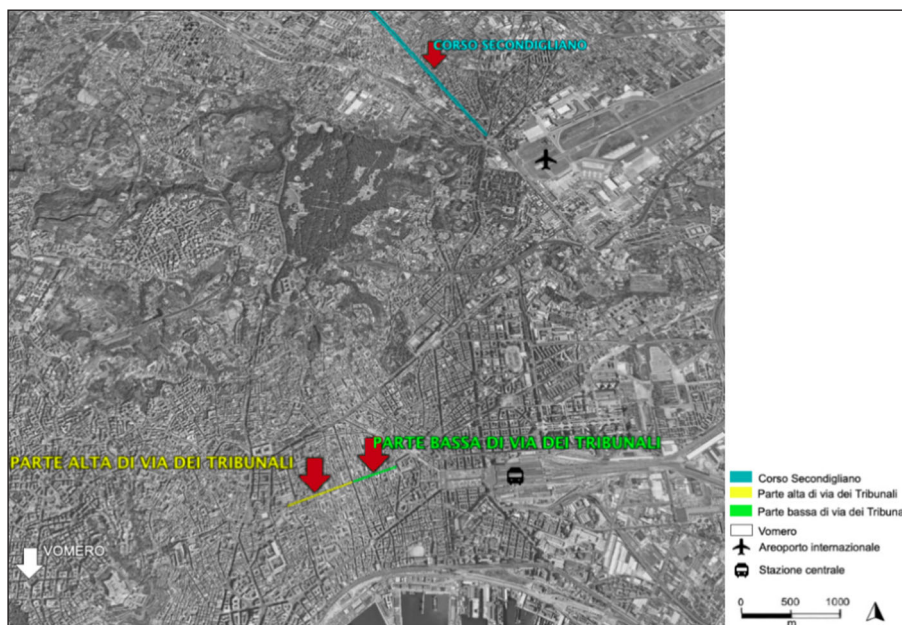 CORSO SECONDIGLIANO
PARTE BASSA DI VIA DEI TRIBUNALI
PARTE ALTA DI VIA DEI TRIBUNALI
VOMERO
Corso Secondigliano
Parte alta di via dei Tribunali
Parte bassa di via dei Tribuna
Vomero
Areoporto internazionale
Stazione centrale
0 500 1000
m